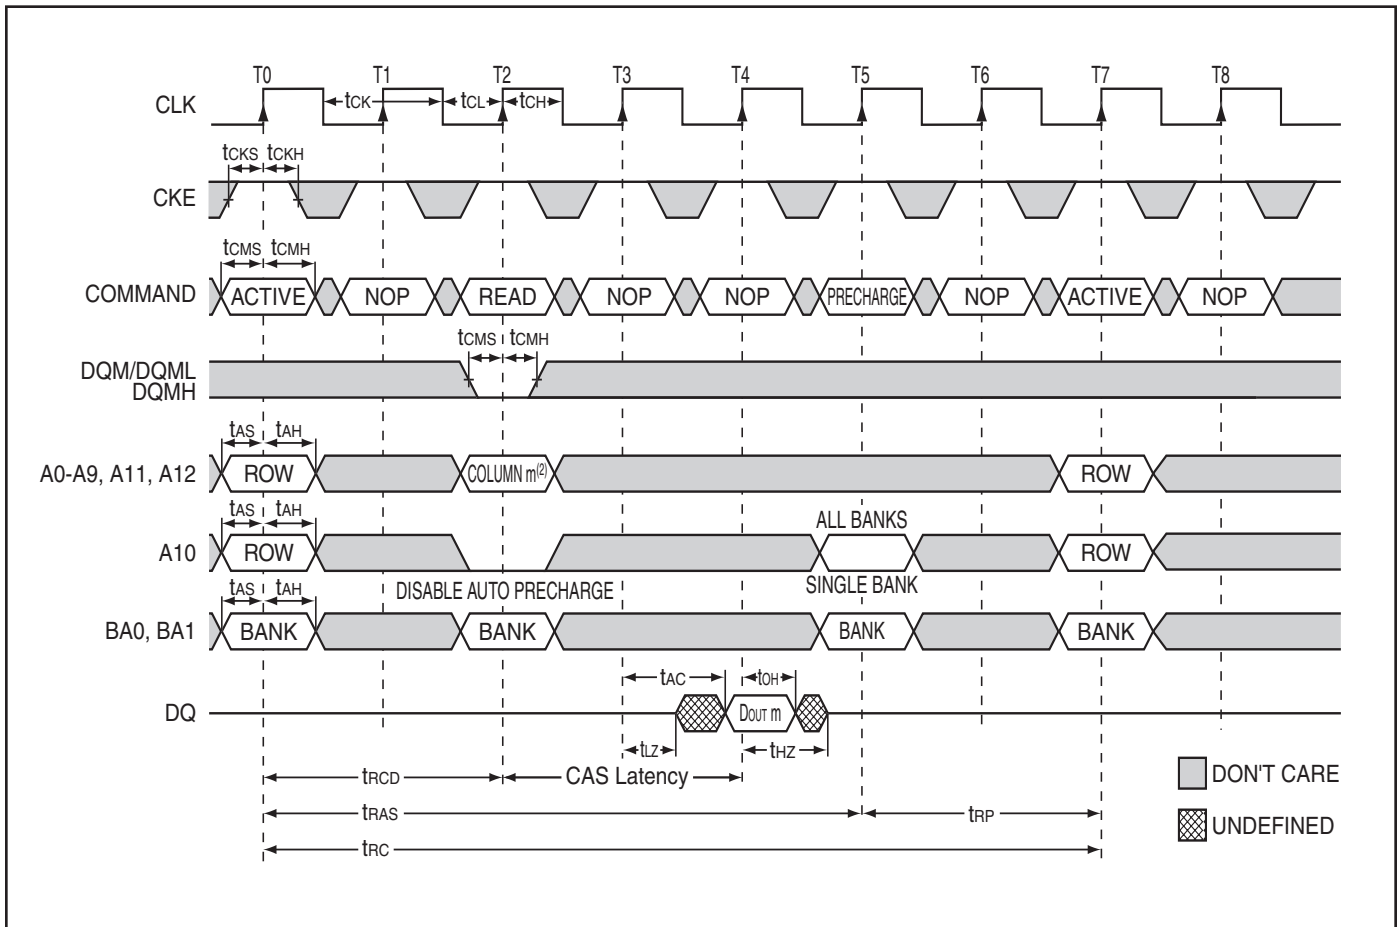 T0 T1 T2 T3 T4 T5 T6 T7 T8
CLK tCK tCL tCH
tCKS tCKH
CKE
tCMS tCMH
COMMAND ACTIVE NOP READ NOP NOP PRECHARGE NOP ACTIVE NOP
tCMS tCMH
DQM/DQML
DQMH
tAS tAH
A0-A9, A11, A12 ROW COLUMN m(2) ROW
tAS tAH ALL BANKS
A10 ROW ROW
tAS tAH DISABLE AUTO PRECHARGE SINGLE BANK
BA0, BA1 BANK BANK BANK BANK
tAC tOH
DQ DOUT m
tLZ tHZ
tRCD CAS Latency DON'T CARE
tRAS tRP
UNDEFINED
tRC